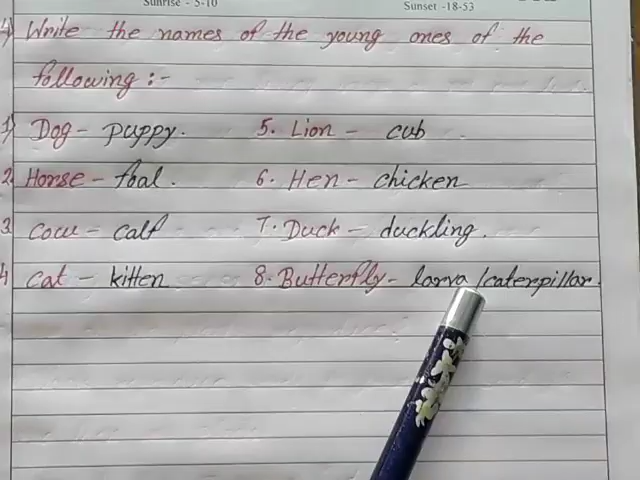 Sunrise - 5-10 Sunset -18-53
4) Write the names of the young ones of the
following :-
1) Dog - puppy. 5. Lion - cub
2. Horse - foal. 6. Hen - chicken
3. Cow - calf 7. Duck - duckling.
4 Cat - kitten 8. Butterfly - larva /caterpillar.